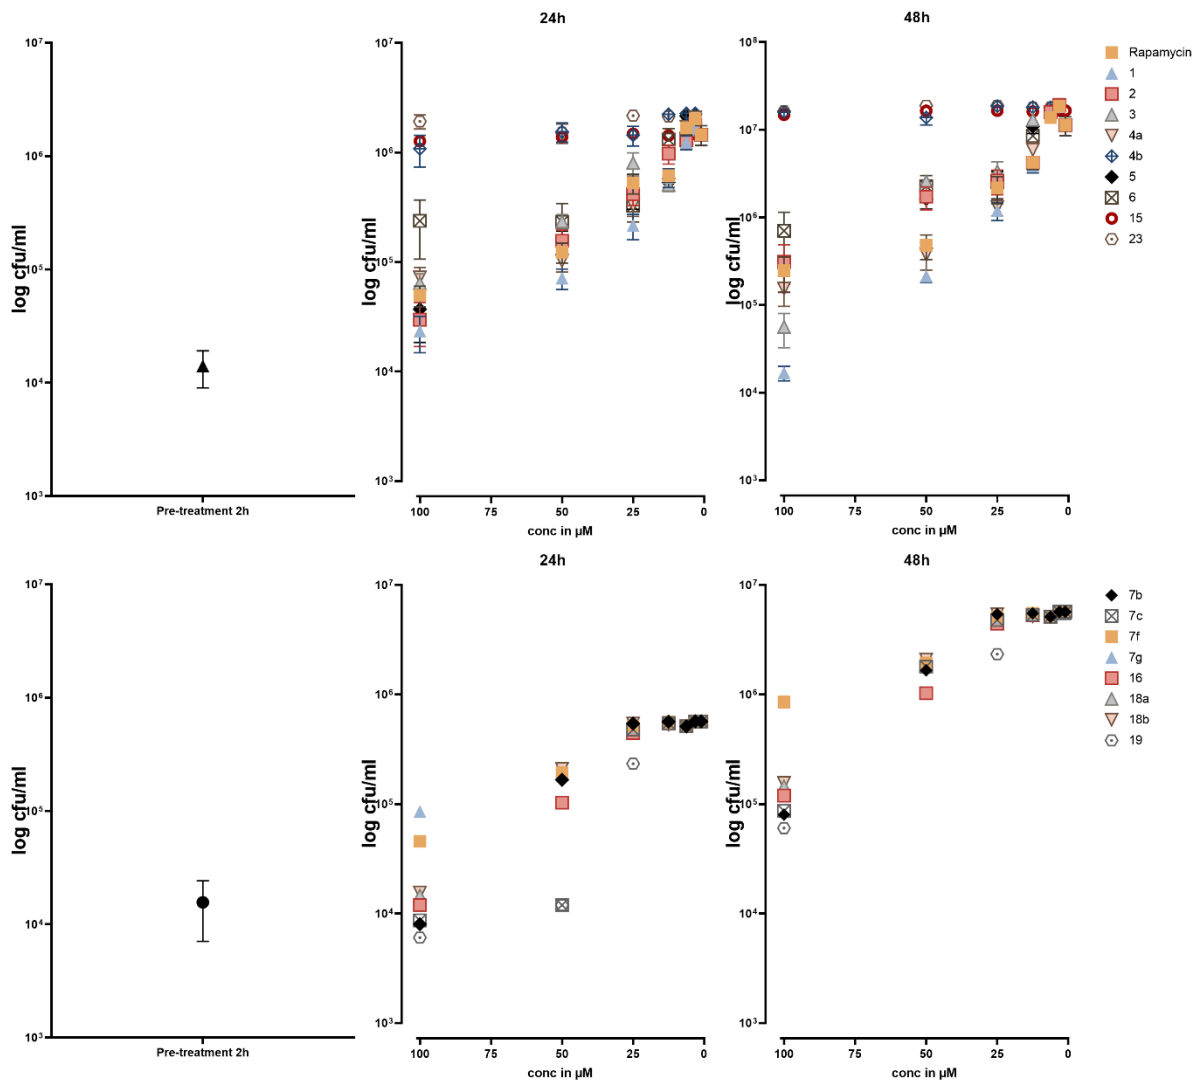 24h
48h
10⁷
10⁶
10⁵
10⁴
10³
log cfu/ml
Pre-treatment 2h
10⁷
10⁶
10⁵
10⁴
10³
log cfu/ml
100
75
50
25
0
conc in µM
10⁸
10⁷
10⁶
10⁵
10⁴
10³
log cfu/ml
100
75
50
25
0
conc in µM
Rapamycin
1
2
3
4a
4b
5
6
15
23
24h
48h
10⁷
10⁶
10⁵
10⁴
10³
log cfu/ml
Pre-treatment 2h
10⁷
10⁶
10⁵
10⁴
10³
log cfu/ml
100
75
50
25
0
conc in µM
10⁷
10⁶
10⁵
10⁴
10³
log cfu/ml
100
75
50
25
0
conc in µM
7b
7c
7f
7g
16
18a
18b
19